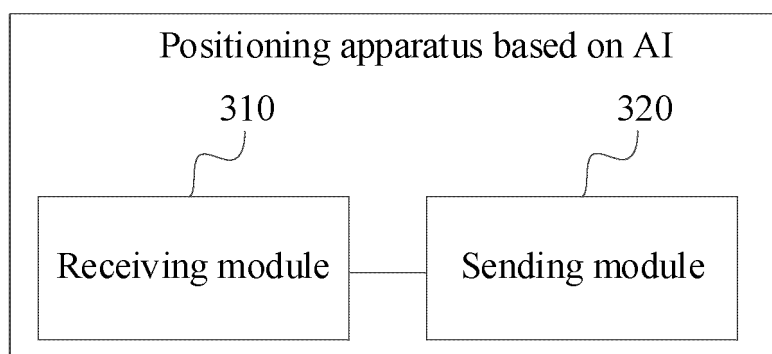 Positioning apparatus based on AI
310
320
Receiving module
Sending module